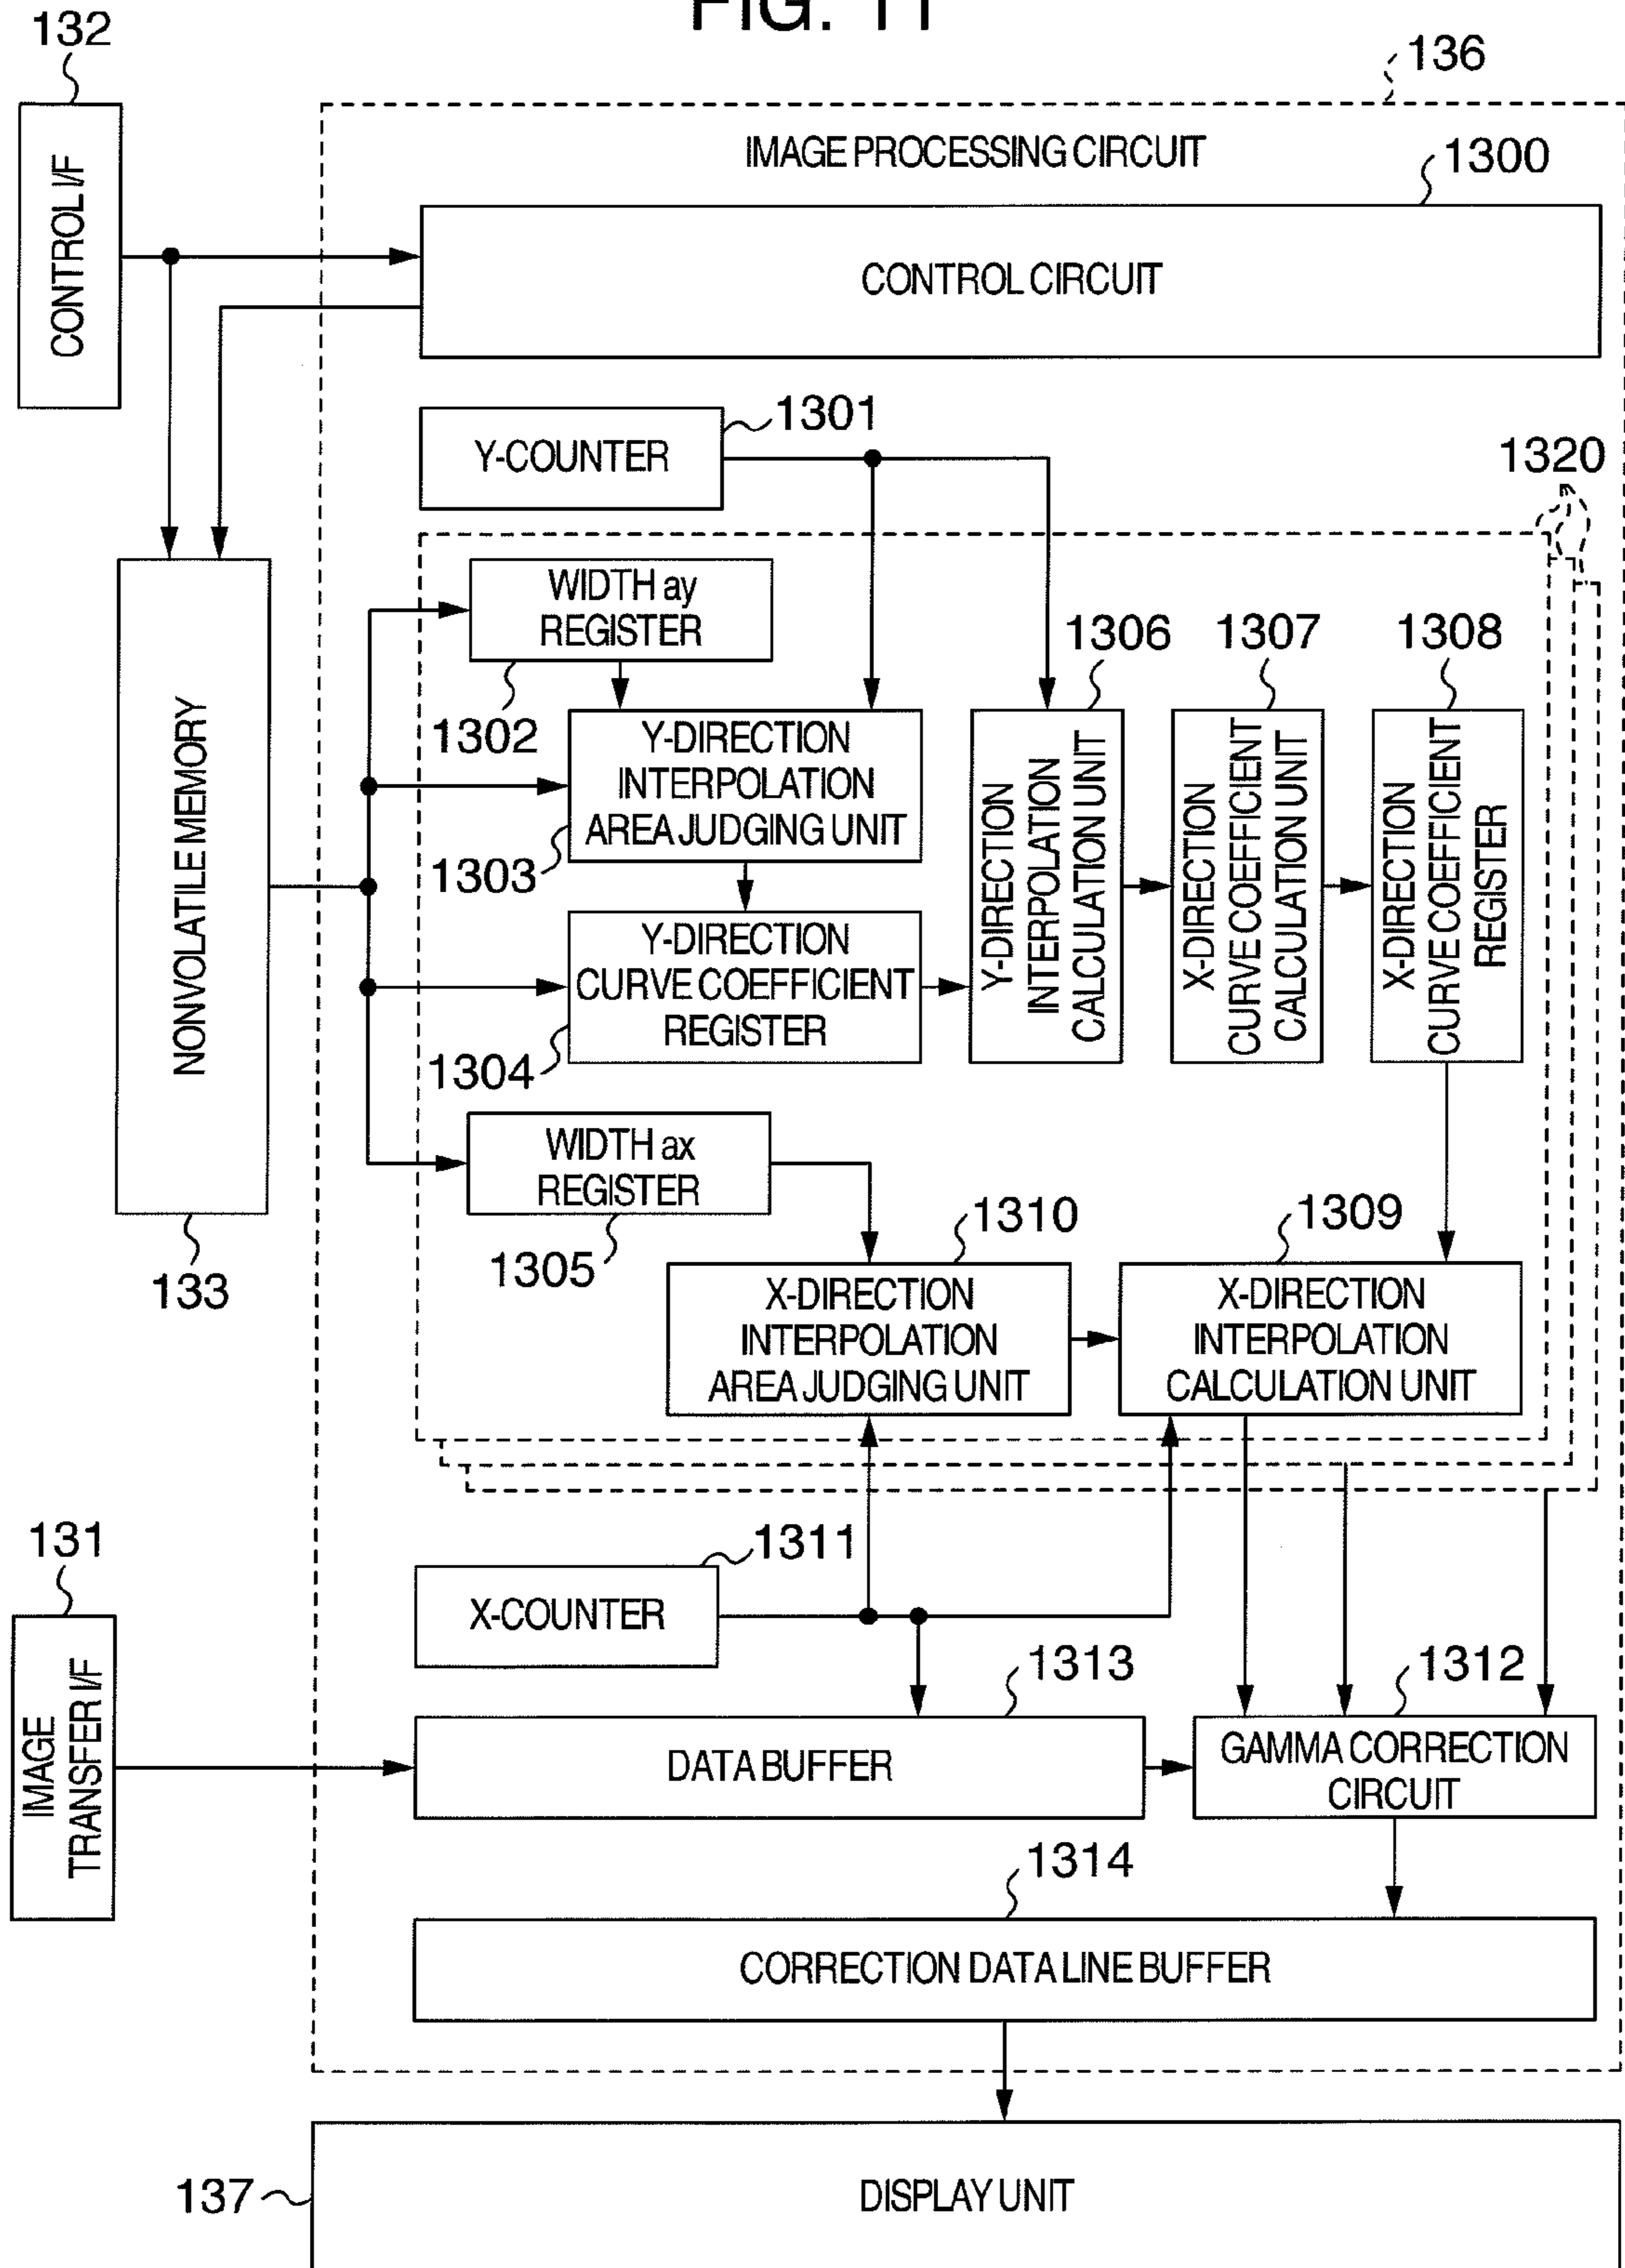 FIG. 11
132
136
CONTROL I/F
IMAGE PROCESSING CIRCUIT
1300
CONTROL CIRCUIT
1301
Y-COUNTER
1320
WIDTH ay
REGISTER
1302
1306
1307
1308
NONVOLATILE MEMORY
133
Y-DIRECTION
INTERPOLATION
AREA JUDGING UNIT
1303
Y-DIRECTION
CURVE COEFFICIENT
REGISTER
1304
Y-DIRECTION
INTERPOLATION
CALCULATION UNIT
X-DIRECTION
CURVE COEFFICIENT
CALCULATION UNIT
X-DIRECTION
CURVE COEFFICIENT
REGISTER
WIDTH ax
REGISTER
1305
1310
1309
X-DIRECTION
INTERPOLATION
AREA JUDGING UNIT
X-DIRECTION
INTERPOLATION
CALCULATION UNIT
131
IMAGE
TRANSFER I/F
1311
X-COUNTER
1313
1312
DATA BUFFER
GAMMA CORRECTION
CIRCUIT
1314
CORRECTION DATA LINE BUFFER
137
DISPLAY UNIT